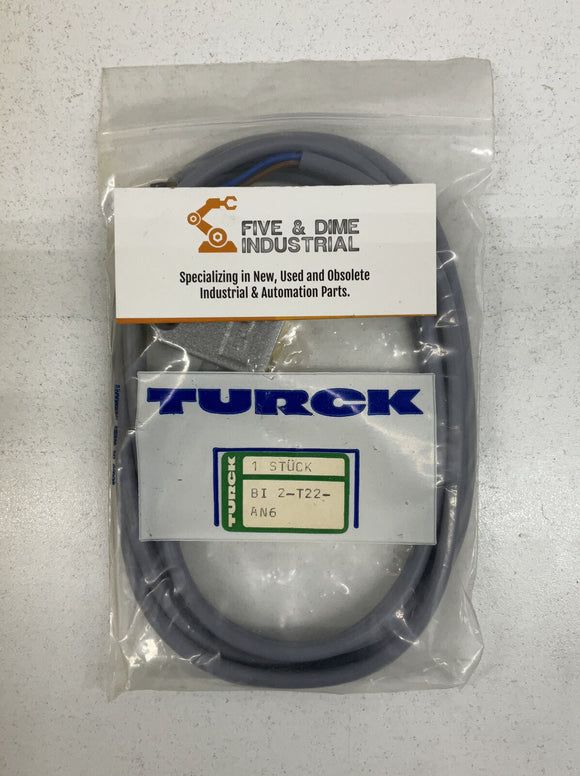 FIVE & DIME
INDUSTRIAL
Specializing in New, Used and Obsolete
Industrial & Automation Parts.
TURCK
TURCK
1 STÜCK
BI 2-T22-
AN6